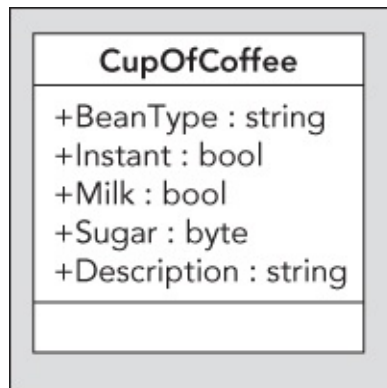 CupOfCoffee
+BeanType : string
+Instant : bool
+Milk : bool
+Sugar : byte
+Description : string